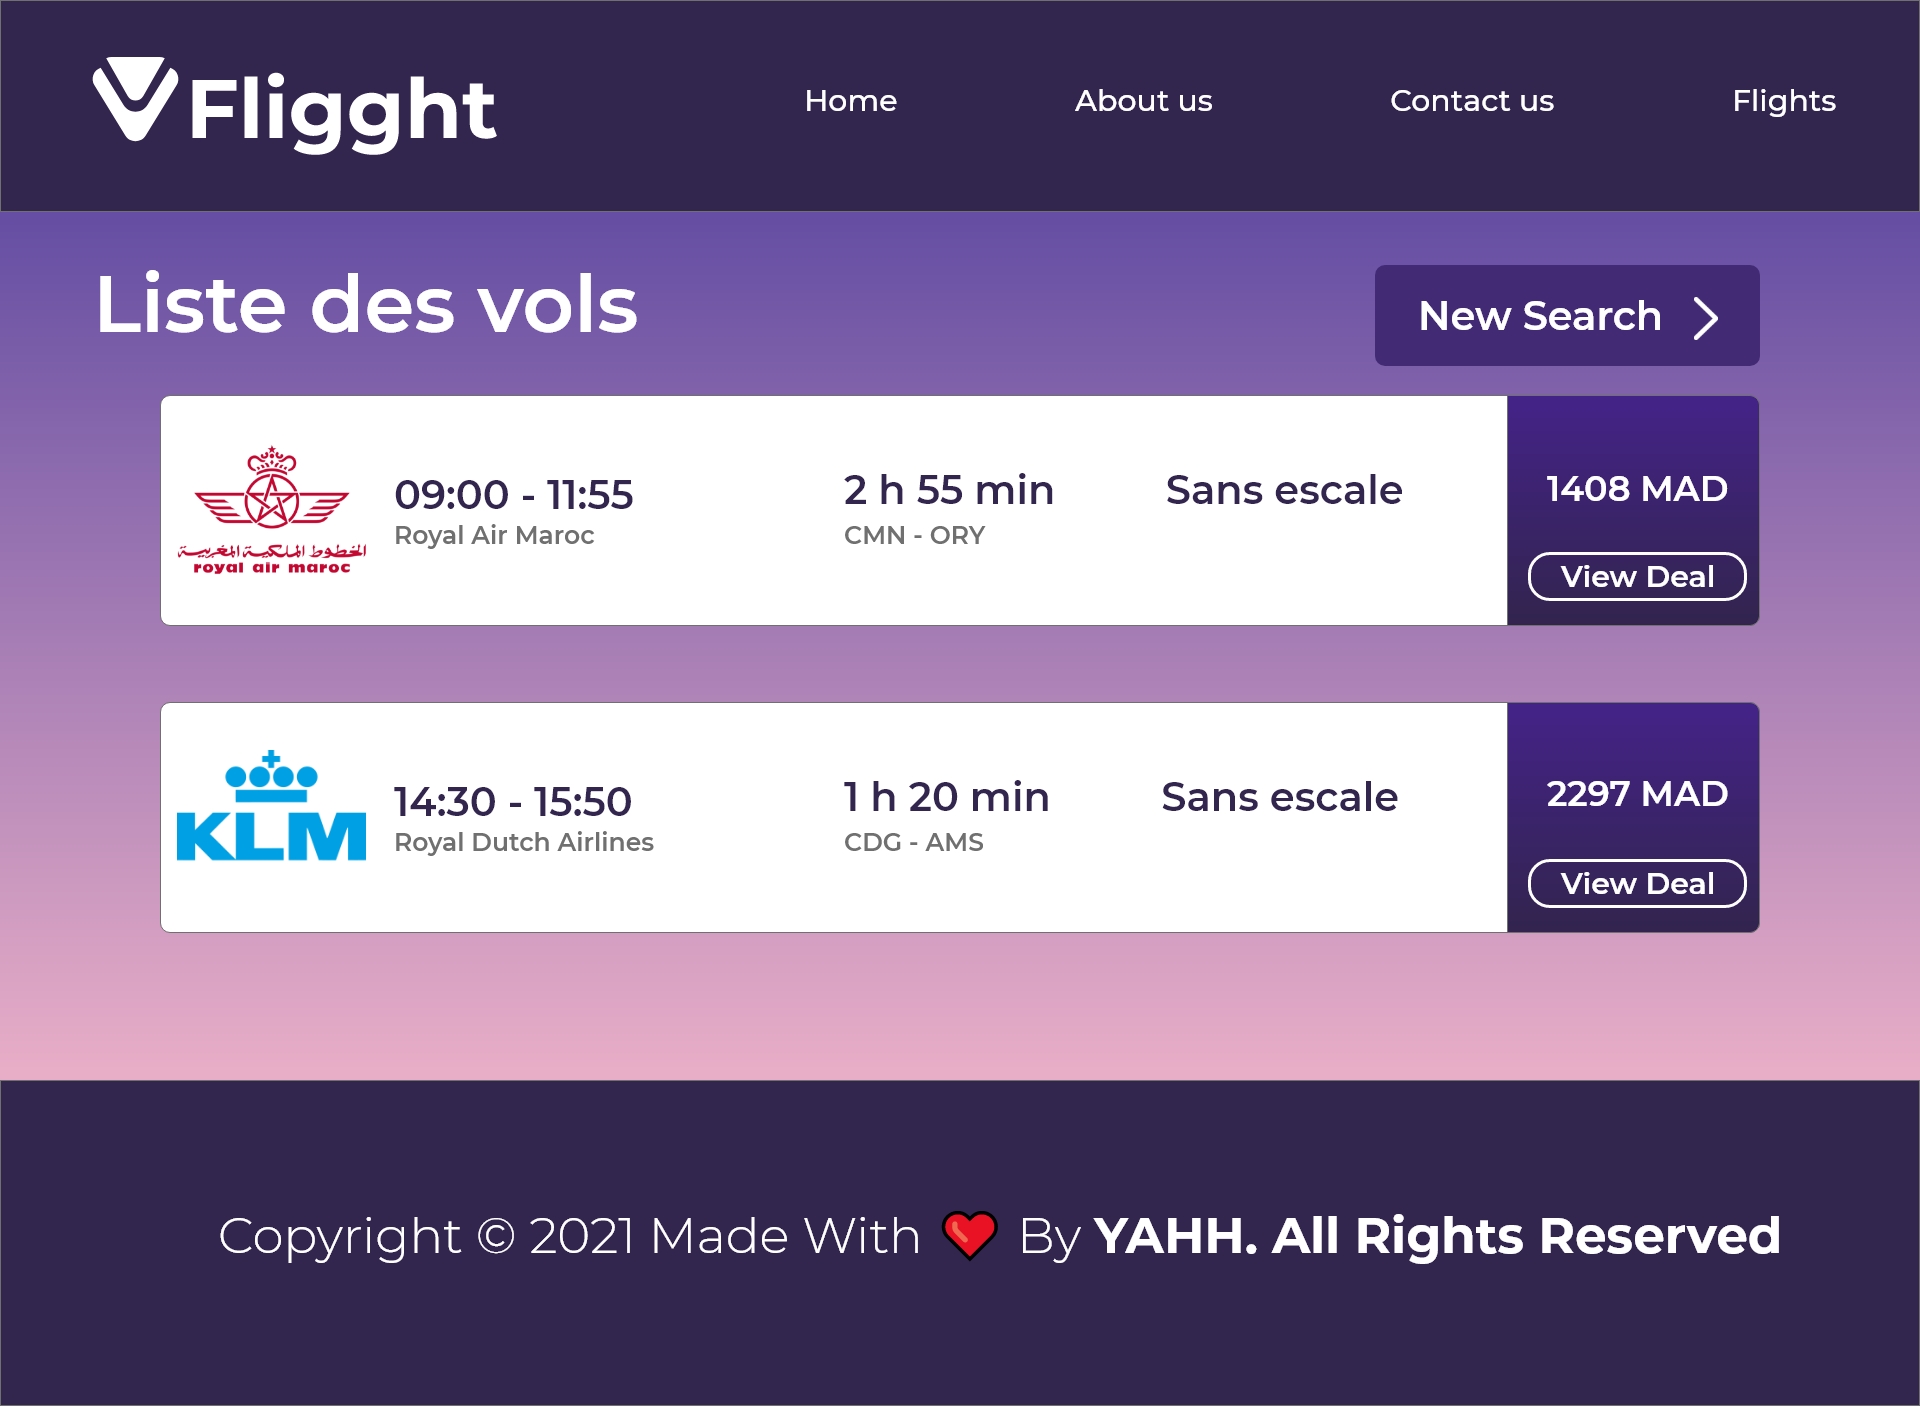 Fligght
Home
About us
Contact us
Flights
Liste des vols
New Search
09:00 - 11:55
Royal Air Maroc
2 h 55 min
CMN - ORY
Sans escale
1408 MAD
View Deal
الخطوط الملكية المغربية
royal air maroc
14:30 - 15:50
Royal Dutch Airlines
1 h 20 min
CDG - AMS
Sans escale
2297 MAD
View Deal
KLM
Copyright © 2021 Made With ❤ By YAHH. All Rights Reserved